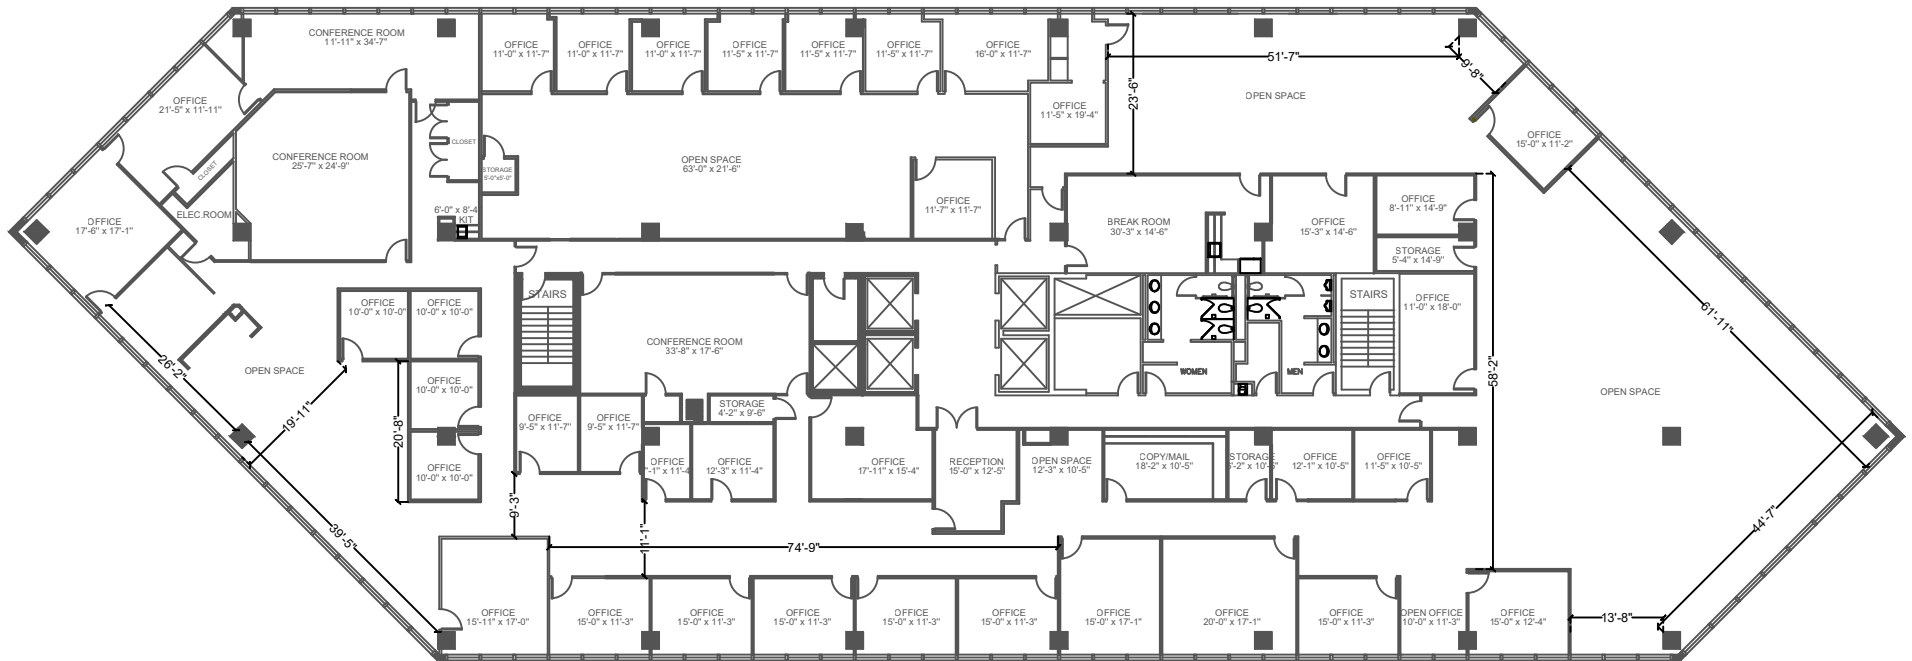 CONFERENCE ROOM
11'-11" x 34'-7"
OFFICE
11'-0" x 11'-7"
OFFICE
11'-0" x 11'-7"
OFFICE
11'-0" x 11'-7"
OFFICE
11'-5" x 11'-7"
OFFICE
11'-5" x 11'-7"
OFFICE
11'-5" x 11'-7"
OFFICE
16'-0" x 11'-7"
51'-7"
9'-8"
23'-6"
OPEN SPACE
OFFICE
21'-5" x 11'-11"
OFFICE
11'-5" x 19'-4"
OFFICE
15'-0" x 11'-2"
CLOSET
CONFERENCE ROOM
25'-7" x 24'-9"
CLOSET
STORAGE
5'-0"x5'-0"
OPEN SPACE
63'-0" x 21'-6"
OFFICE
11'-7" x 11'-7"
OFFICE
17'-6" x 17'-1"
ELEC.ROOM
6'-0" x 8'-4
KIT
BREAK ROOM
30'-3" x 14'-6"
OFFICE
15'-3" x 14'-6"
OFFICE
8'-11" x 14'-9"
STORAGE
5'-4" x 14'-9"
STAIRS
STAIRS
OFFICE
11'-0" x 18'-0"
61'-11"
OFFICE
10'-0" x 10'-0"
OFFICE
10'-0" x 10'-0"
CONFERENCE ROOM
33'-8" x 17'-6"
WOMEN
MEN
58'-2"
26'-2"
OPEN SPACE
19'-11"
20'-8"
OFFICE
10'-0" x 10'-0"
OPEN SPACE
STORAGE
4'-2" x 9'-6"
OFFICE
9'-5" x 11'-7"
OFFICE
9'-5" x 11'-7"
OFFICE
10'-0" x 10'-0"
OFFICE
'-1" x 11'-4
OFFICE
12'-3" x 11'-4"
OFFICE
17'-11" x 15'-4"
RECEPTION
15'-0" x 12'-5"
OPEN SPACE
12'-3" x 10'-5"
COPY/MAIL
18'-2" x 10'-5"
STORAGE
OFFICE
12'-1" x 10'-5"
OFFICE
11'-5" x 10'-5"
39'-5"
9'-3"
11'-1"
74'-9"
44'-7"
OFFICE
15'-11" x 17'-0"
OFFICE
15'-0" x 11'-3"
OFFICE
15'-0" x 11'-3"
OFFICE
15'-0" x 11'-3"
OFFICE
15'-0" x 11'-3"
OFFICE
15'-0" x 11'-3"
OFFICE
15'-0" x 17'-1"
OFFICE
20'-0" x 17'-1"
OFFICE
15'-0" x 11'-3"
OPEN OFFICE
10'-0" x 11'-3"
OFFICE
15'-0" x 12'-4"
13'-8"